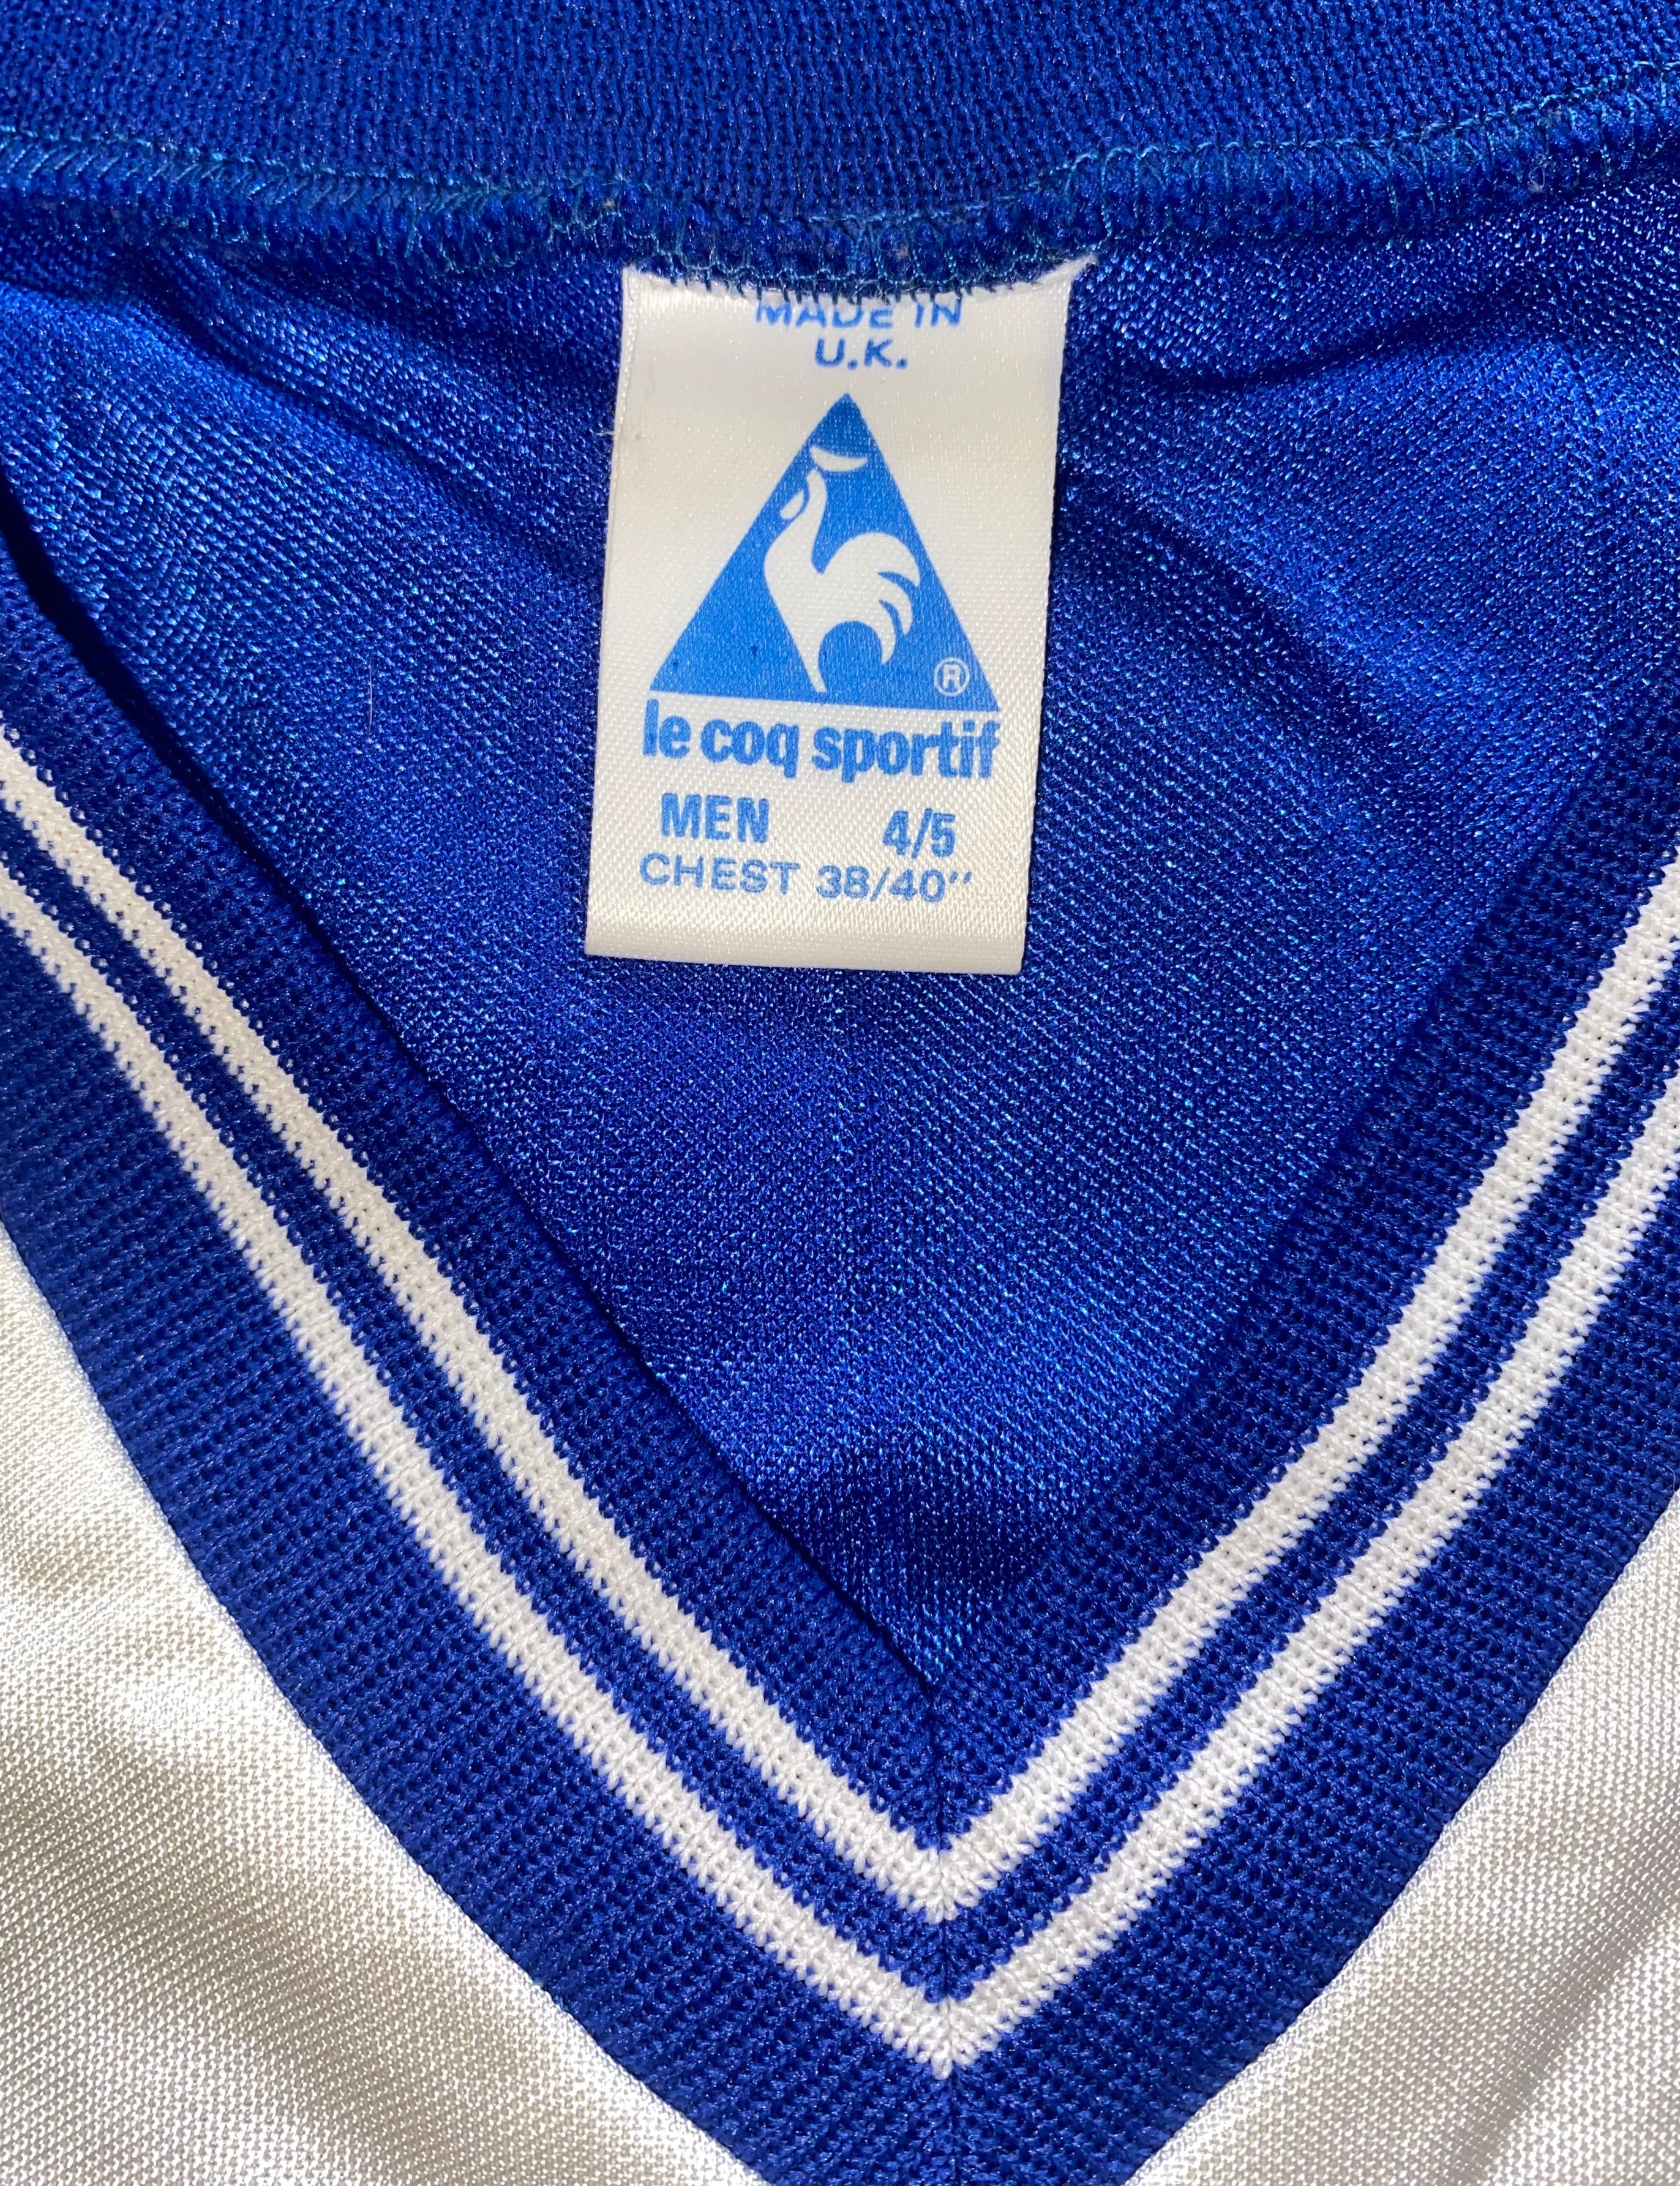 MADE IN
U.K.
®
le coq sportif
MEN 4/5
CHEST 38/40"